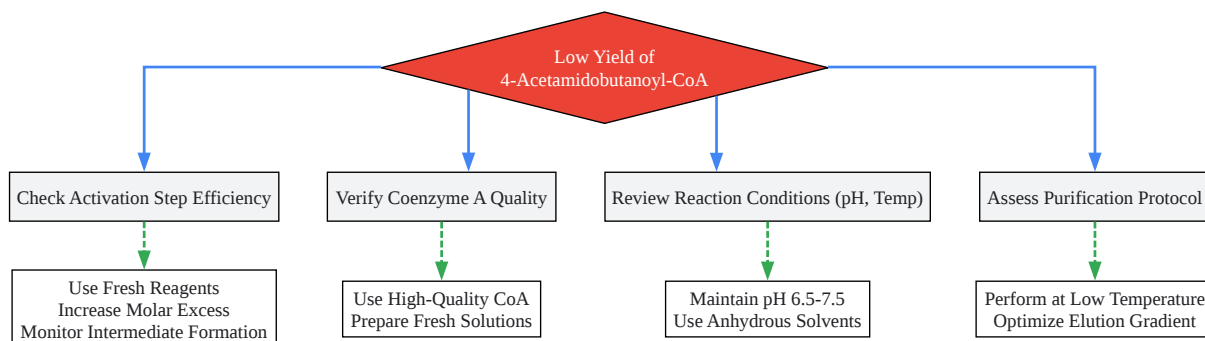 Low Yield of
4-Acetamidobutanoyl-CoA
Check Activation Step Efficiency
Verify Coenzyme A Quality
Review Reaction Conditions (pH, Temp)
Assess Purification Protocol
Use Fresh Reagents
Increase Molar Excess
Monitor Intermediate Formation
Use High-Quality CoA
Prepare Fresh Solutions
Maintain pH 6.5-7.5
Use Anhydrous Solvents
Perform at Low Temperature
Optimize Elution Gradient